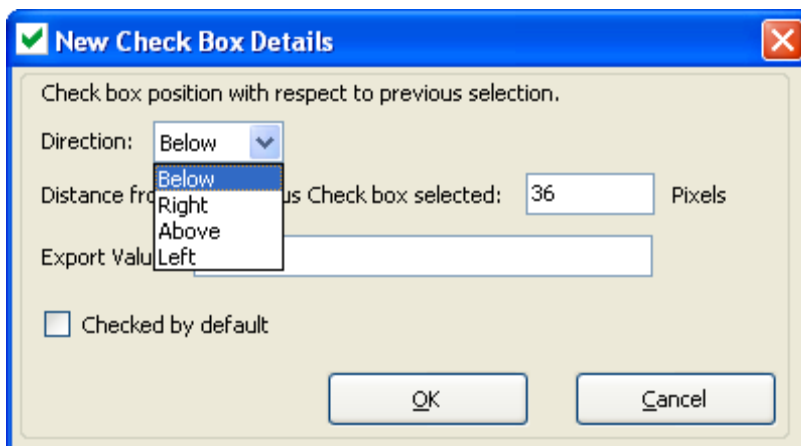 New Check Box Details
Check box position with respect to previous selection.
Direction: Below
Below
Distance fro us Check box selected: 36 Pixels
Right
Above
Export Valu
Left
Checked by default
OK
Cancel